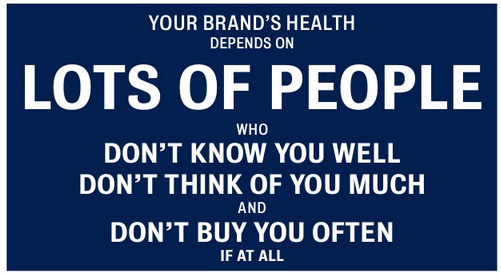 YOUR BRAND’S HEALTH
DEPENDS ON
LOTS OF PEOPLE
WHO
DON’T KNOW YOU WELL
DON’T THINK OF YOU MUCH
AND
DON’T BUY YOU OFTEN
IF AT ALL